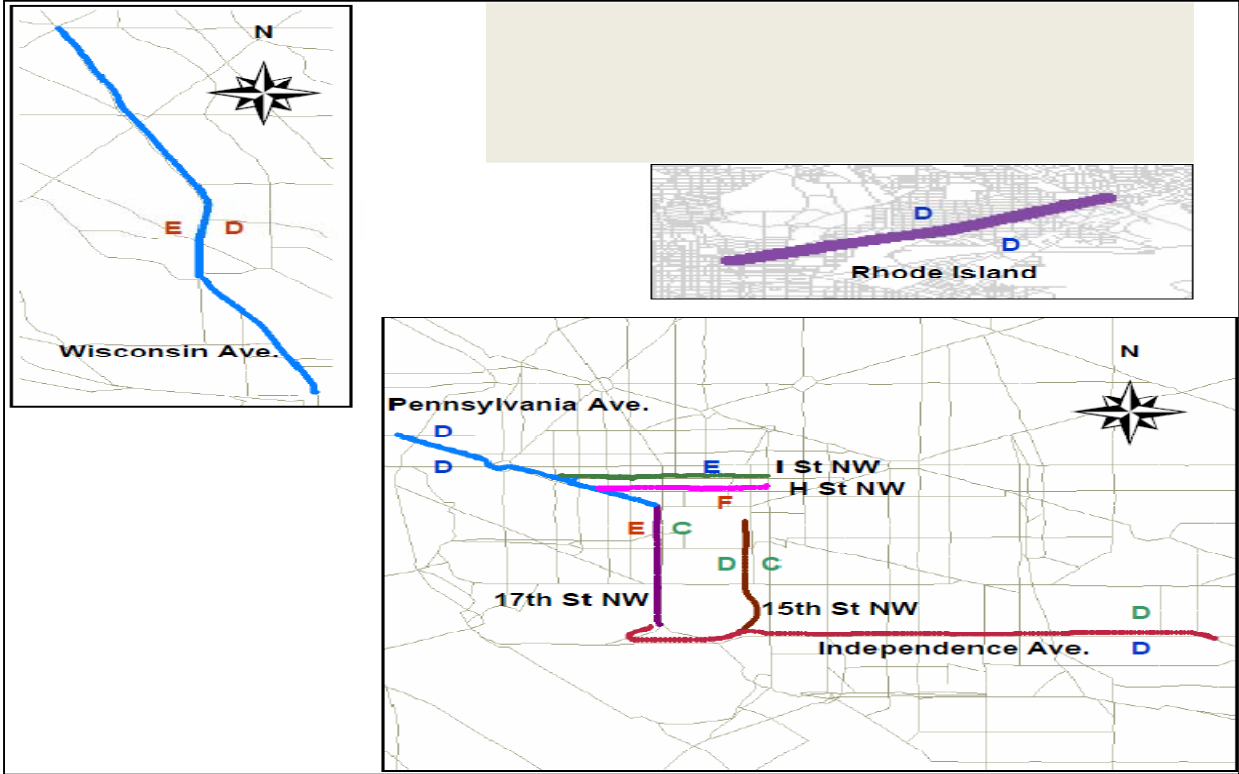 N
E D
Wisconsin Ave.
D
D
Rhode Island
N
Pennsylvania Ave.
D
D
E I St NW
H St NW
F
E C
D C
17th St NW
15th St NW
D
Independence Ave. D